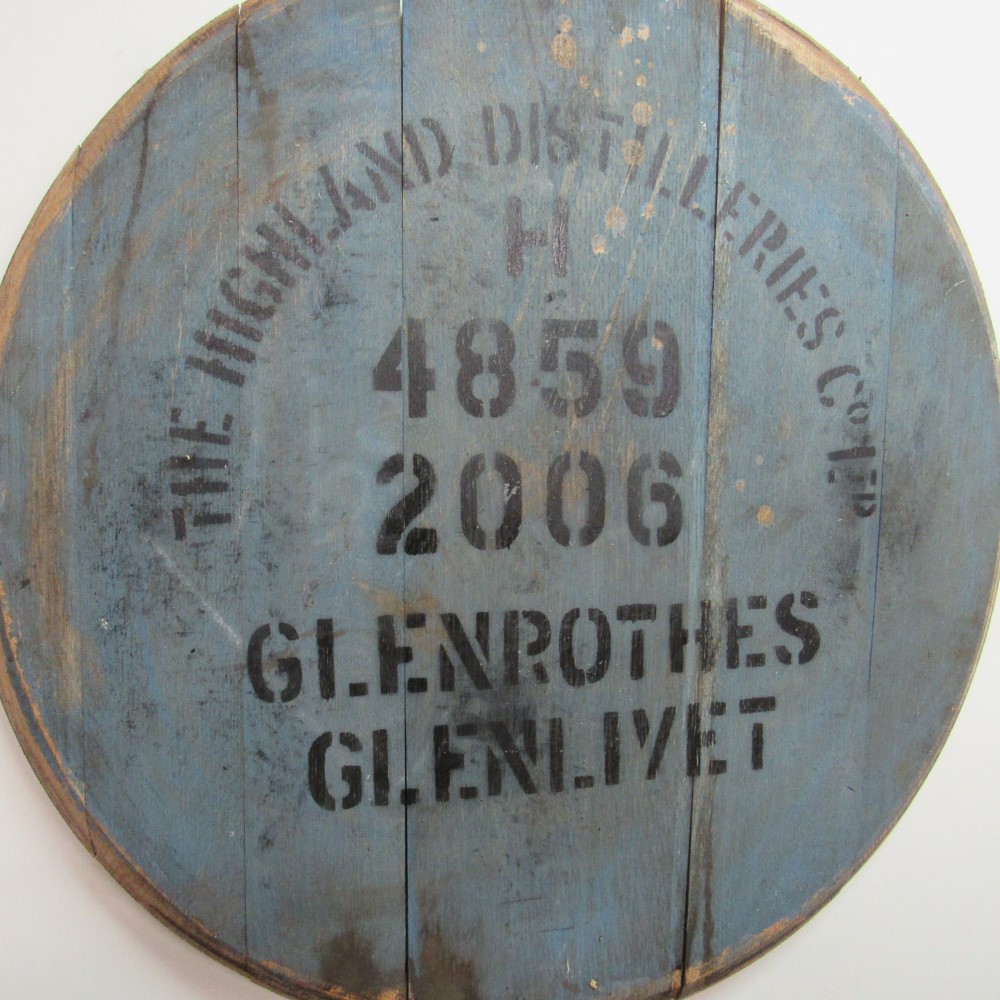 THE HIGHLAND DISTILLERIES Co LTD
H
4859
2006
GLENROTHES
GLENLIVET